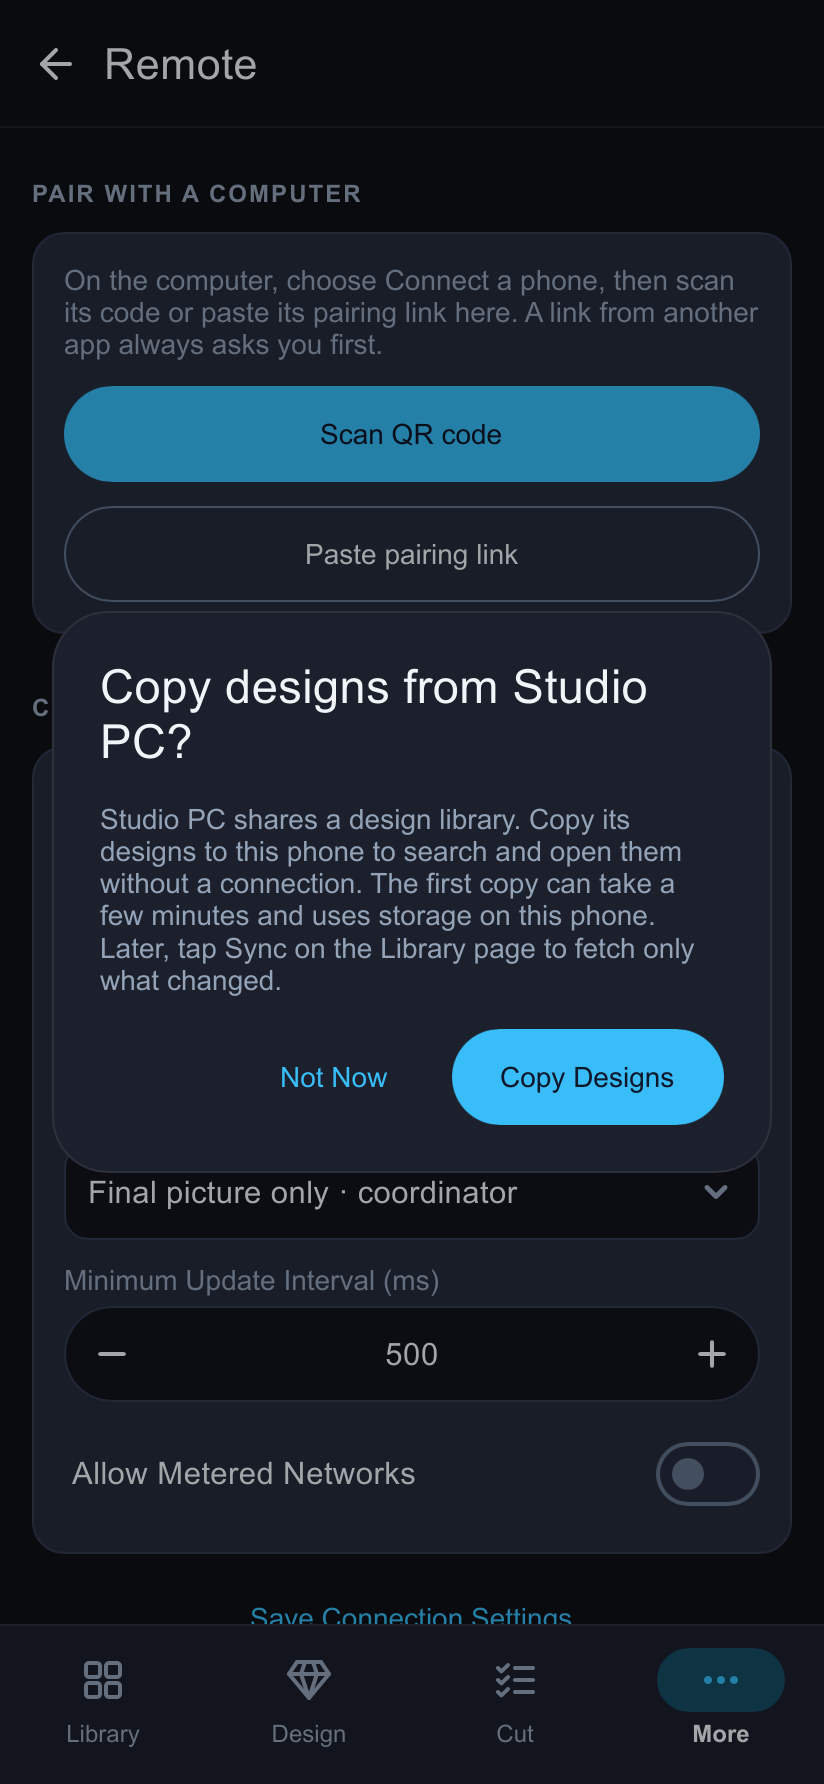 Remote
PAIR WITH A COMPUTER
On the computer, choose Connect a phone, then scan
its code or paste its pairing link here. A link from another
app always asks you first.
Scan QR code
Paste pairing link
Copy designs from Studio
PC?
Studio PC shares a design library. Copy its
designs to this phone to search and open them
without a connection. The first copy can take a
few minutes and uses storage on this phone.
Later, tap Sync on the Library page to fetch only
what changed.
Not Now
Copy Designs
Final picture only · coordinator
Minimum Update Interval (ms)
500
Allow Metered Networks
Save Connection Settings
Library
Design
Cut
More